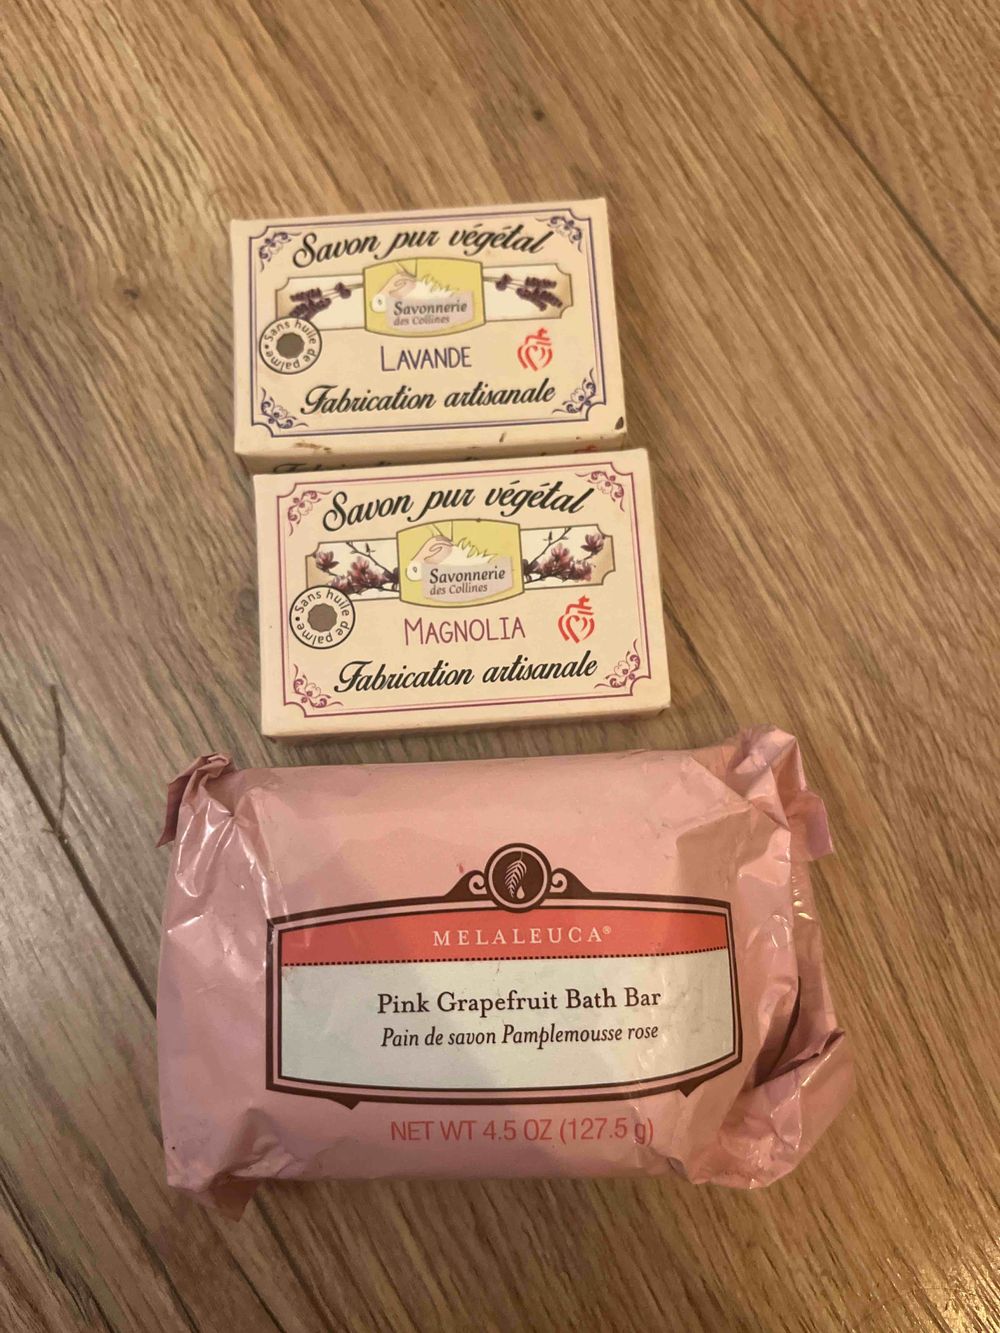 Savon pur végétal
Savonnerie
des Collines
Sans huile de palme
LAVANDE
Fabrication artisanale
Savon pur végétal
Savonnerie
des Collines
Sans huile de palme
MAGNOLIA
Fabrication artisanale
MELALEUCA®
Pink Grapefruit Bath Bar
Pain de savon Pamplemousse rose
NET WT 4.5 OZ (127.5 g)